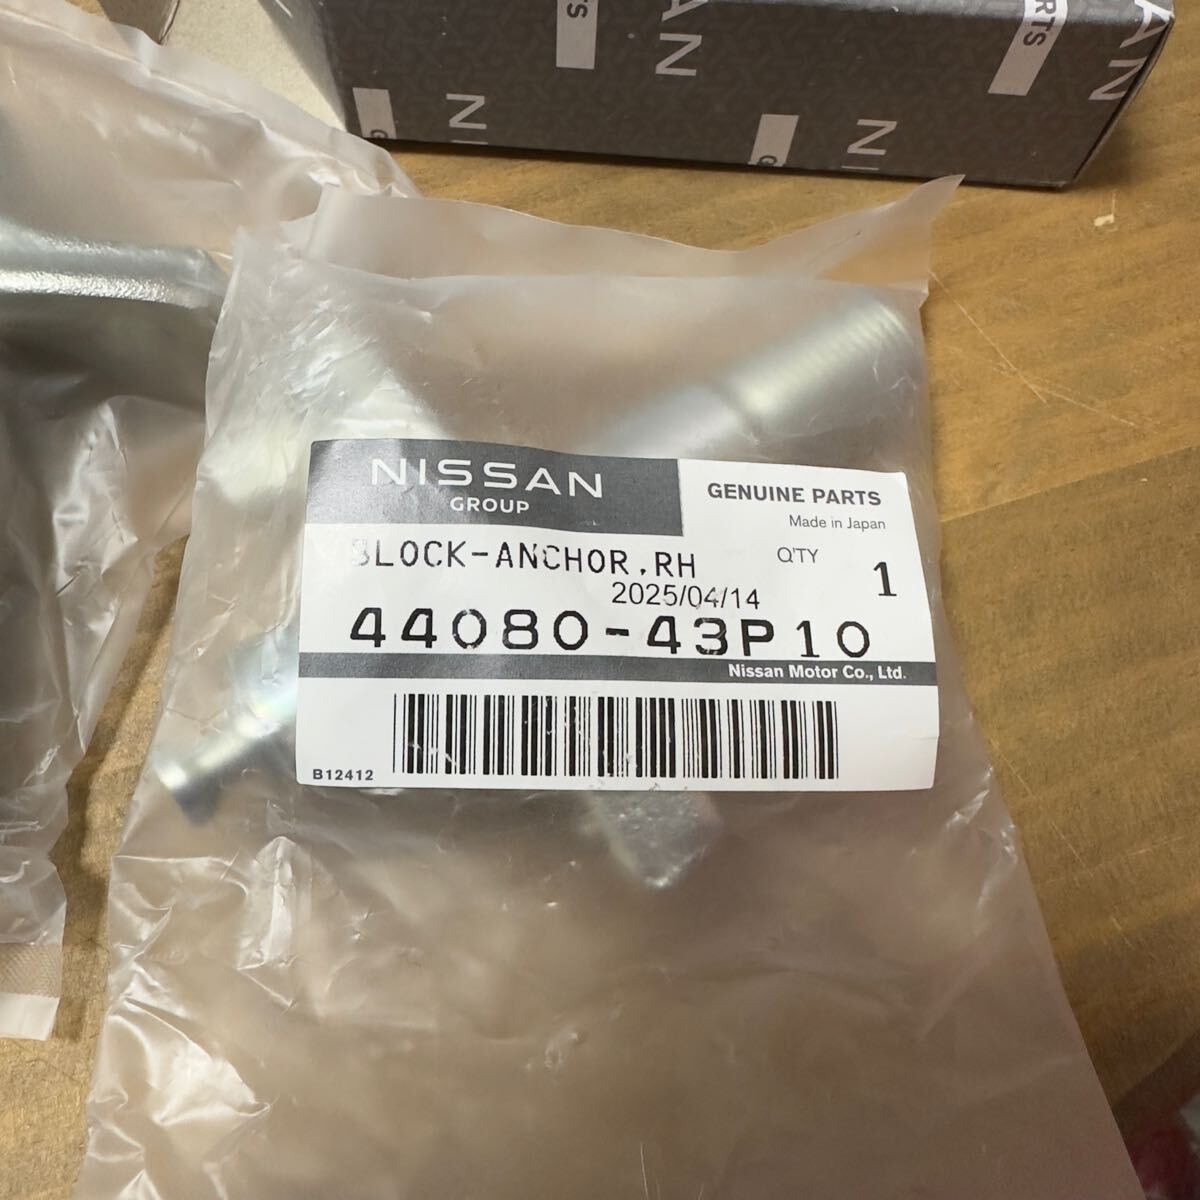 NISSAN
GROUP
GENUINE PARTS
Made in Japan
BLOCK-ANCHOR,RH
Q'TY
1
2025/04/14
44080-43P10
Nissan Motor Co., Ltd.
B12412